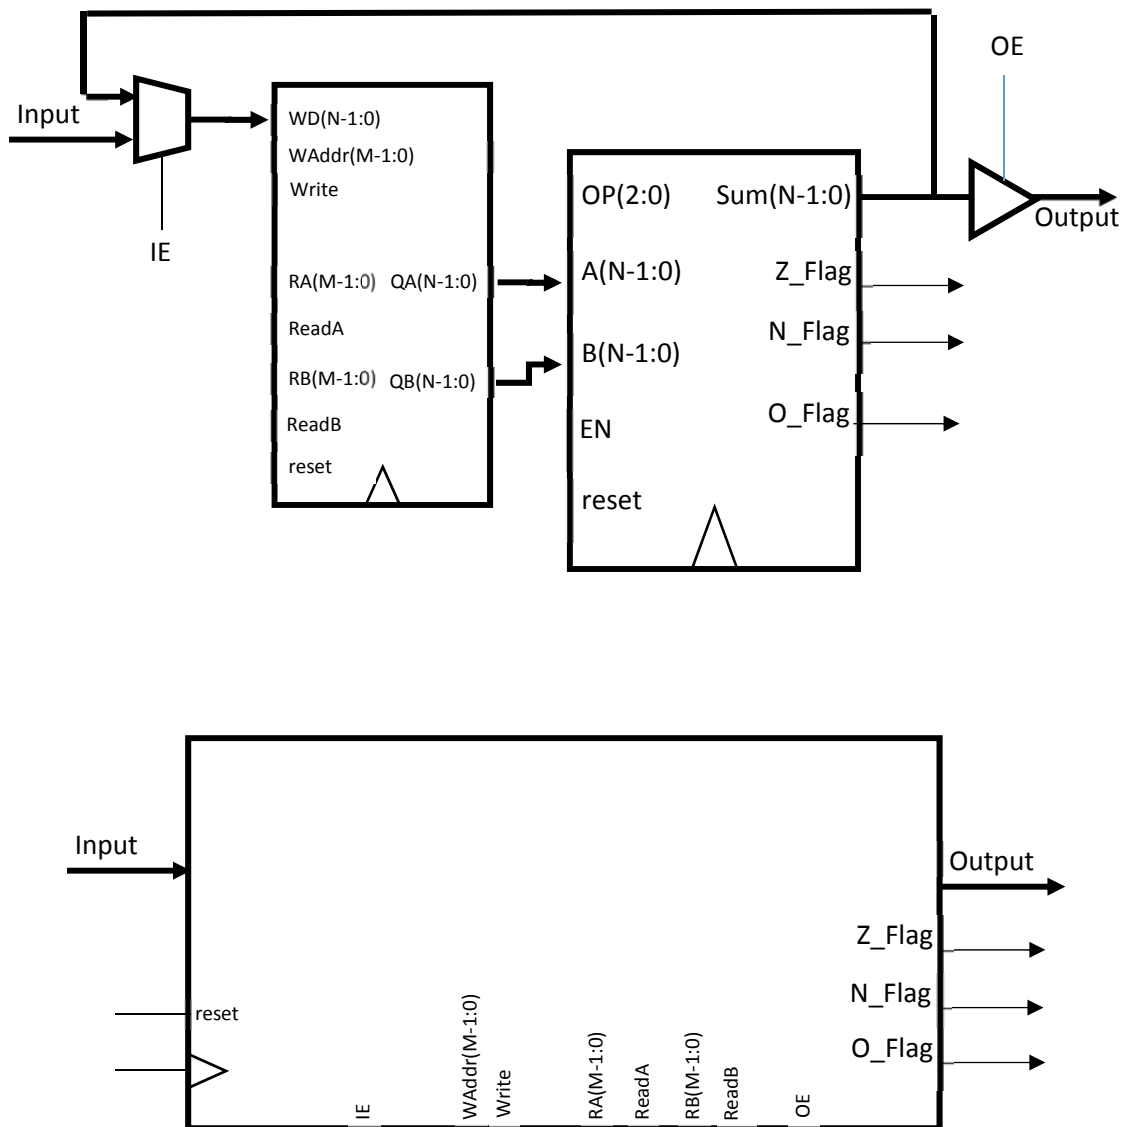 OE
Input
WD(N-1:0)
WAddr(M-1:0)
Write
OP(2:0) Sum(N-1:0)
Output
IE
RA(M-1:0) QA(N-1:0)
A(N-1:0) Z_Flag
ReadA
N_Flag
B(N-1:0)
RB(M-1:0) QB(N-1:0)
O_Flag
ReadB
EN
reset
reset
Input
Output
Z_Flag
N_Flag
reset
O_Flag
IE
WAddr(M-1:0)
Write
RA(M-1:0)
ReadA
RB(M-1:0)
ReadB
OE